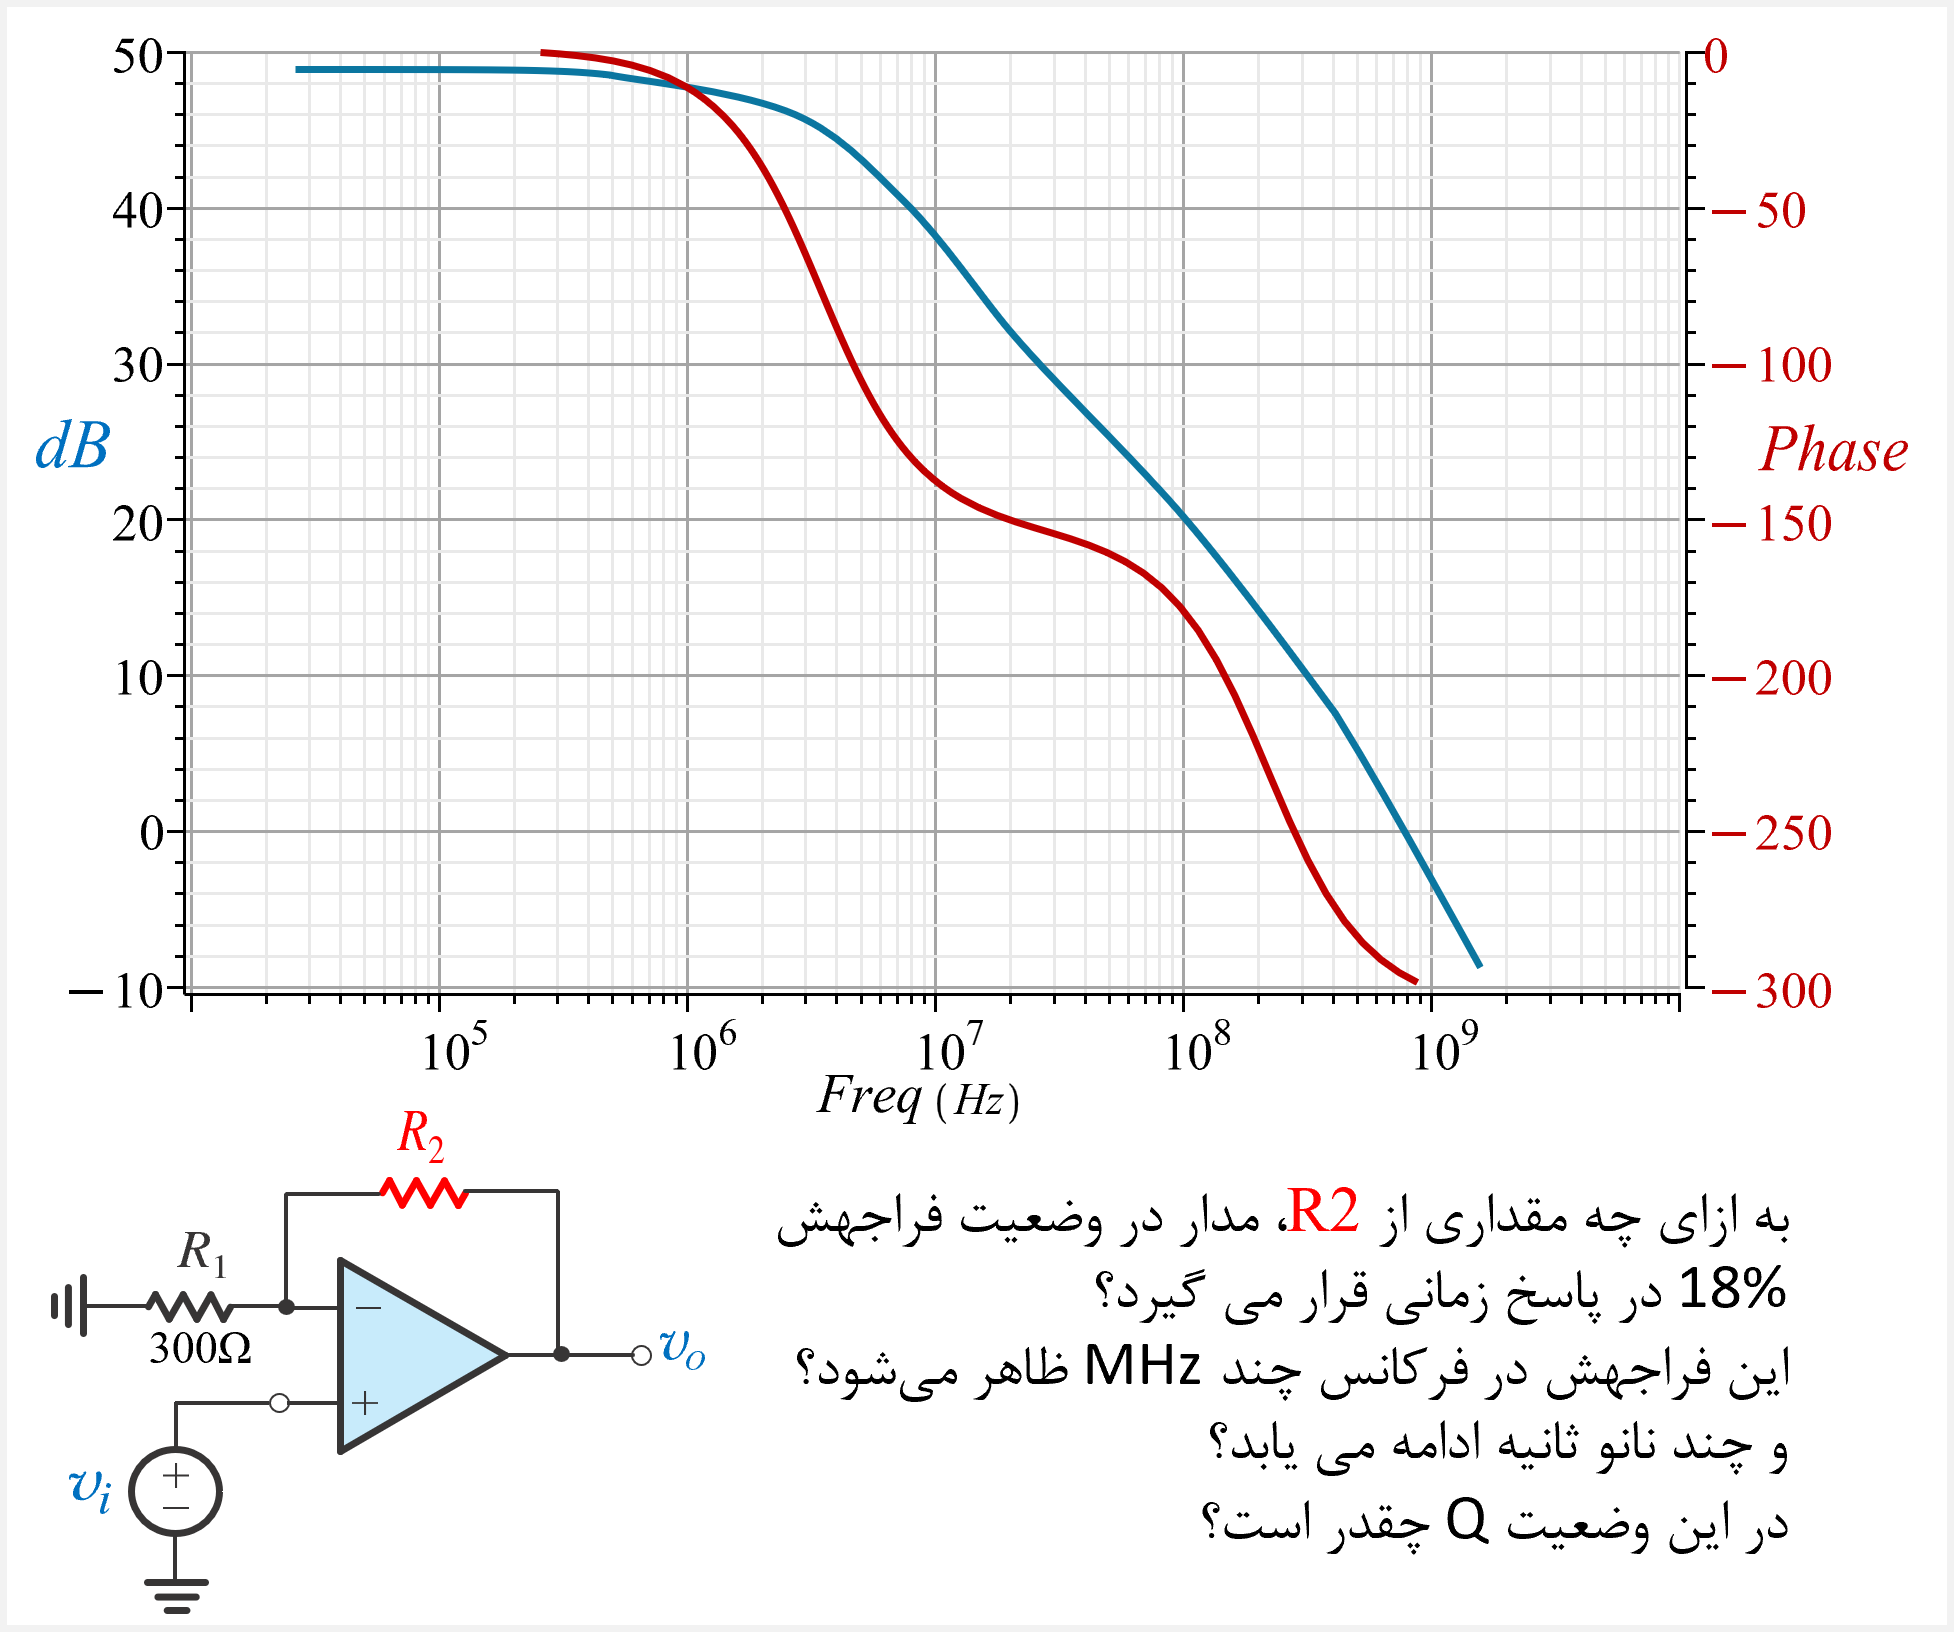 50
40
30
20
10
0
−10
dB
0
−50
−100
−150
−200
−250
−300
Phase
10^5 10^6 10^7 10^8 10^9
Freq (Hz)
R2
R1
300Ω
−
+
vo
+
−
vi
به ازای چه مقداری از R2، مدار در وضعیت فراجهش
18% در پاسخ زمانی قرار می گیرد؟
این فراجهش در فرکانس چند MHz ظاهر می‌شود؟
و چند نانو ثانیه ادامه می یابد؟
در این وضعیت Q چقدر است؟